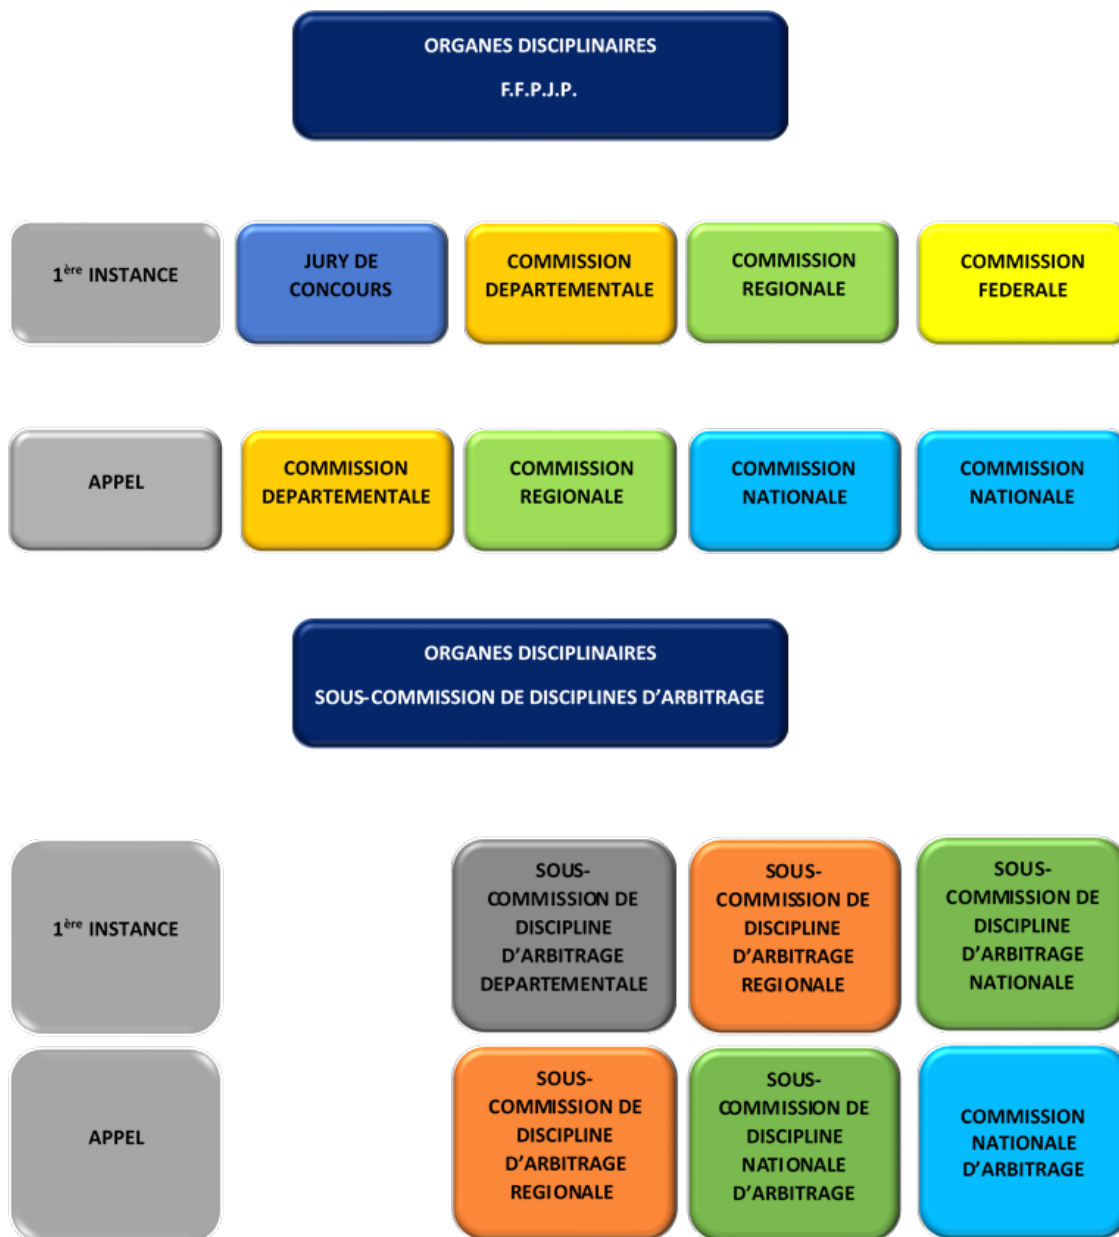 ORGANES DISCIPLINAIRES
F.F.P.J.P.
1ère INSTANCE
JURY DE
CONCOURS
COMMISSION
DEPARTEMENTALE
COMMISSION
REGIONALE
COMMISSION
FEDERALE
APPEL
COMMISSION
DEPARTEMENTALE
COMMISSION
REGIONALE
COMMISSION
NATIONALE
COMMISSION
NATIONALE
ORGANES DISCIPLINAIRES
SOUS-COMMISSION DE DISCIPLINES D'ARBITRAGE
1ère INSTANCE
SOUS-
COMMISSION DE
DISCIPLINE
D'ARBITRAGE
DEPARTEMENTALE
SOUS-
COMMISSION DE
DISCIPLINE
D'ARBITRAGE
REGIONALE
SOUS-
COMMISSION DE
DISCIPLINE
D'ARBITRAGE
NATIONALE
APPEL
SOUS-
COMMISSION DE
DISCIPLINE
D'ARBITRAGE
REGIONALE
SOUS-
COMMISSION DE
DISCIPLINE
NATIONALE
D'ARBITRAGE
COMMISSION
NATIONALE
D'ARBITRAGE